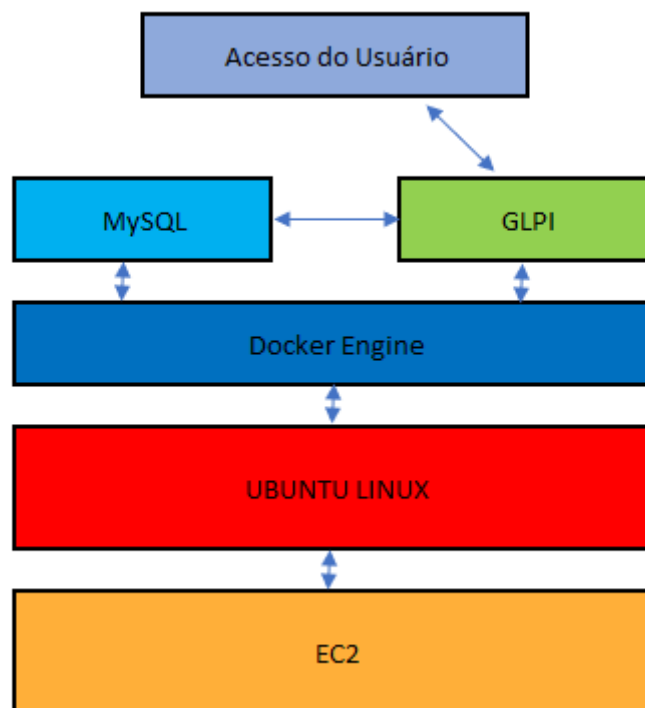 Acesso do Usuário
MySQL
GLPI
Docker Engine
UBUNTU LINUX
EC2